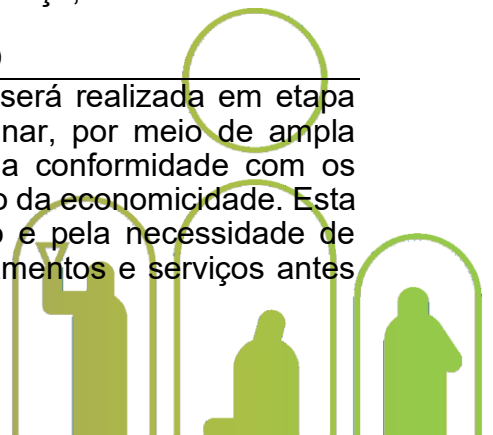 será realizada em etapa
nar, por meio de ampla
a conformidade com os
o da economicidade. Esta
o e pela necessidade de
mentos e serviços antes